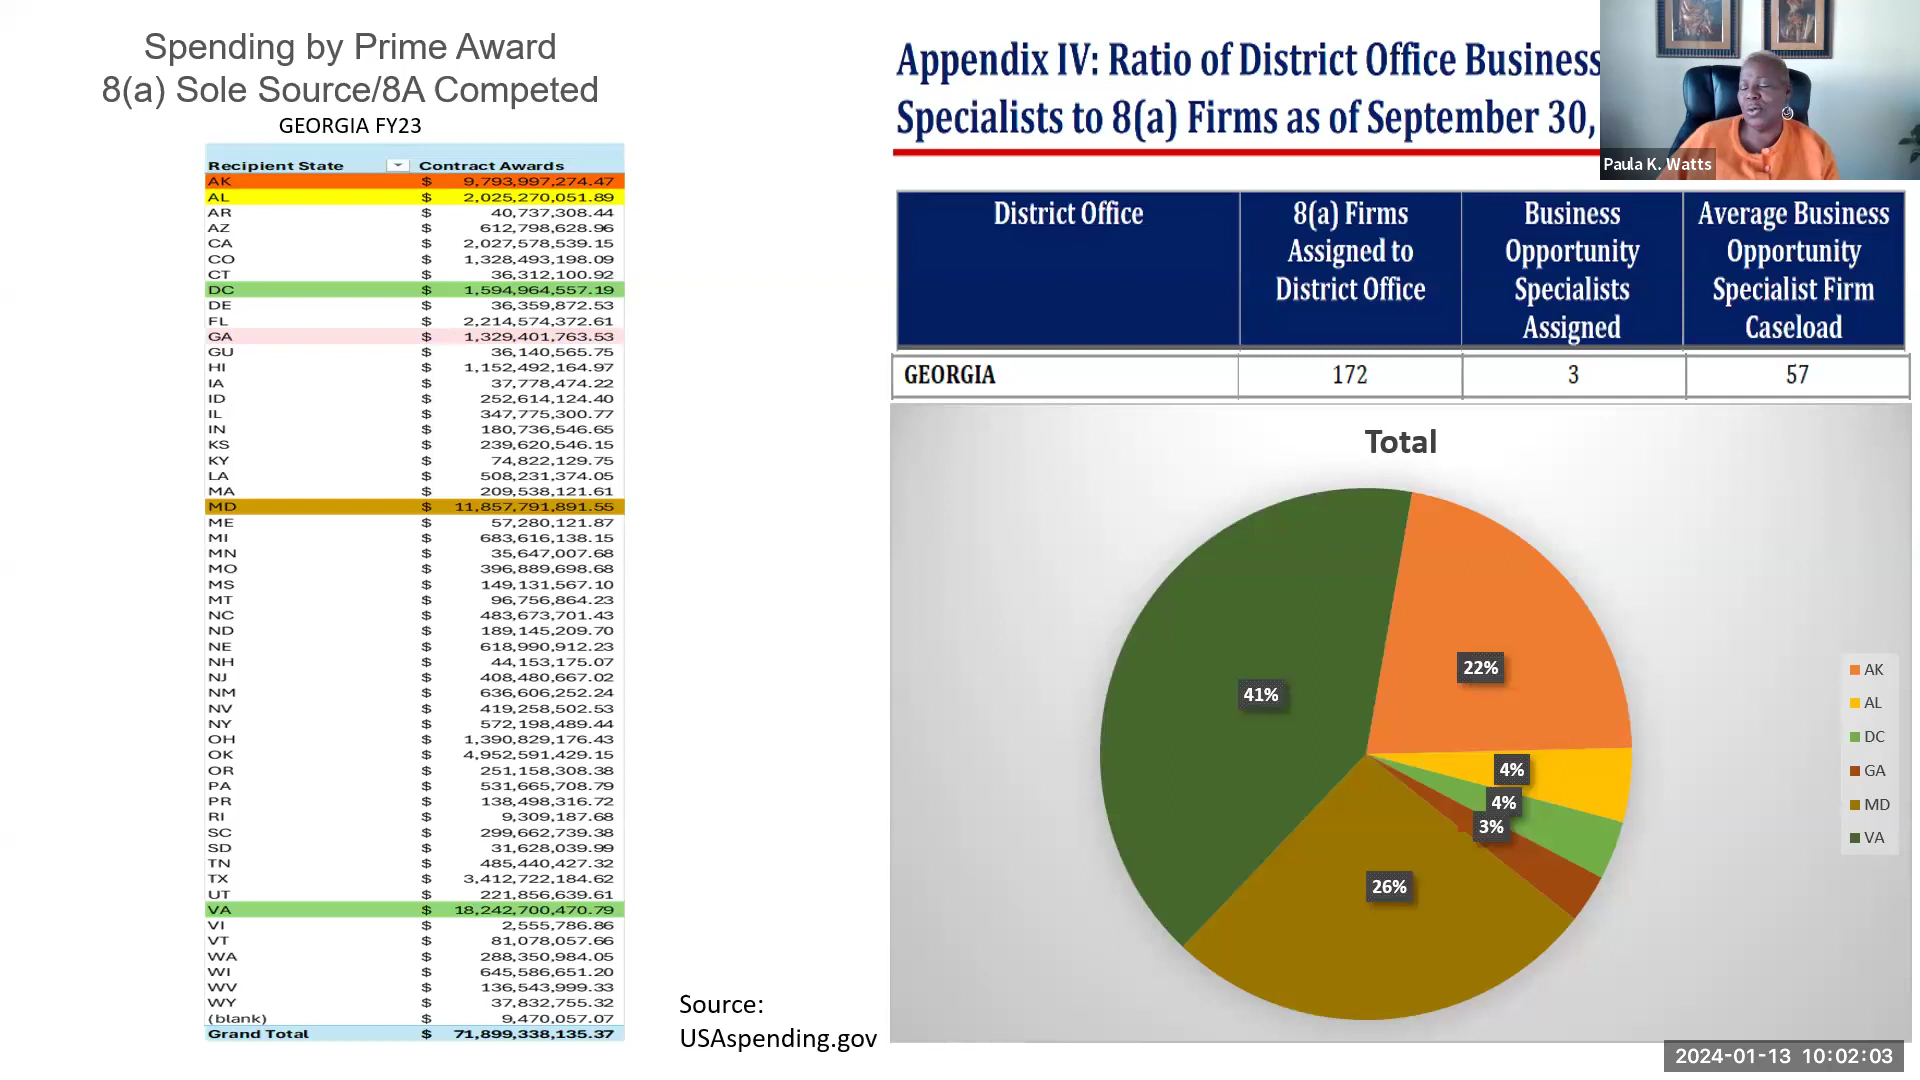 Spending by Prime Award
8(a) Sole Source/8A Competed
GEORGIA FY23
Recipient State Contract Awards
AK $ 9,793,997,274.47
AL $ 2,025,270,051.89
AR $ 40,737,308.44
AZ $ 612,798,628.96
CA $ 2,027,578,539.15
CO $ 1,328,493,198.09
CT $ 36,312,100.92
DC $ 1,594,964,557.19
DE $ 36,359,872.53
FL $ 2,214,574,372.61
GA $ 1,329,401,763.53
GU $ 36,140,565.75
HI $ 1,152,492,164.97
IA $ 37,778,474.22
ID $ 252,614,124.40
IL $ 347,775,300.77
IN $ 180,736,546.65
KS $ 239,620,546.15
KY $ 74,822,129.75
LA $ 508,231,374.05
MA $ 209,538,121.61
MD $ 11,857,791,891.55
ME $ 57,280,121.87
MI $ 683,616,138.15
MN $ 35,647,007.68
MO $ 396,889,698.68
MS $ 149,131,567.10
MT $ 96,756,864.23
NC $ 483,673,701.43
ND $ 189,145,209.70
NE $ 618,990,912.23
NH $ 44,153,175.07
NJ $ 408,480,667.02
NM $ 636,606,252.24
NV $ 419,258,502.53
NY $ 572,198,489.44
OH $ 1,390,829,176.43
OK $ 4,952,591,429.15
OR $ 251,158,308.38
PA $ 531,665,708.79
PR $ 138,498,316.72
RI $ 9,309,187.68
SC $ 299,662,739.38
SD $ 31,628,039.99
TN $ 485,440,427.32
TX $ 3,412,722,184.62
UT $ 221,856,639.61
VA $ 18,242,700,470.79
VI $ 2,555,786.86
VT $ 81,078,057.66
WA $ 288,350,984.05
WI $ 645,586,651.20
WV $ 136,543,999.33
WY $ 37,832,755.32
(blank) $ 9,470,057.07
Grand Total $ 71,899,338,135.37
Source:
USAspending.gov
Appendix IV: Ratio of District Office Business
Specialists to 8(a) Firms as of September 30,
Paula K. Watts
District Office
8(a) Firms
Assigned to
District Office
Business
Opportunity
Specialists
Assigned
Average Business
Opportunity
Specialist Firm
Caseload
GEORGIA 172 3 57
Total
22%
41%
4%
4%
3%
26%
AK
AL
DC
GA
MD
VA
2024-01-13 10:02:03